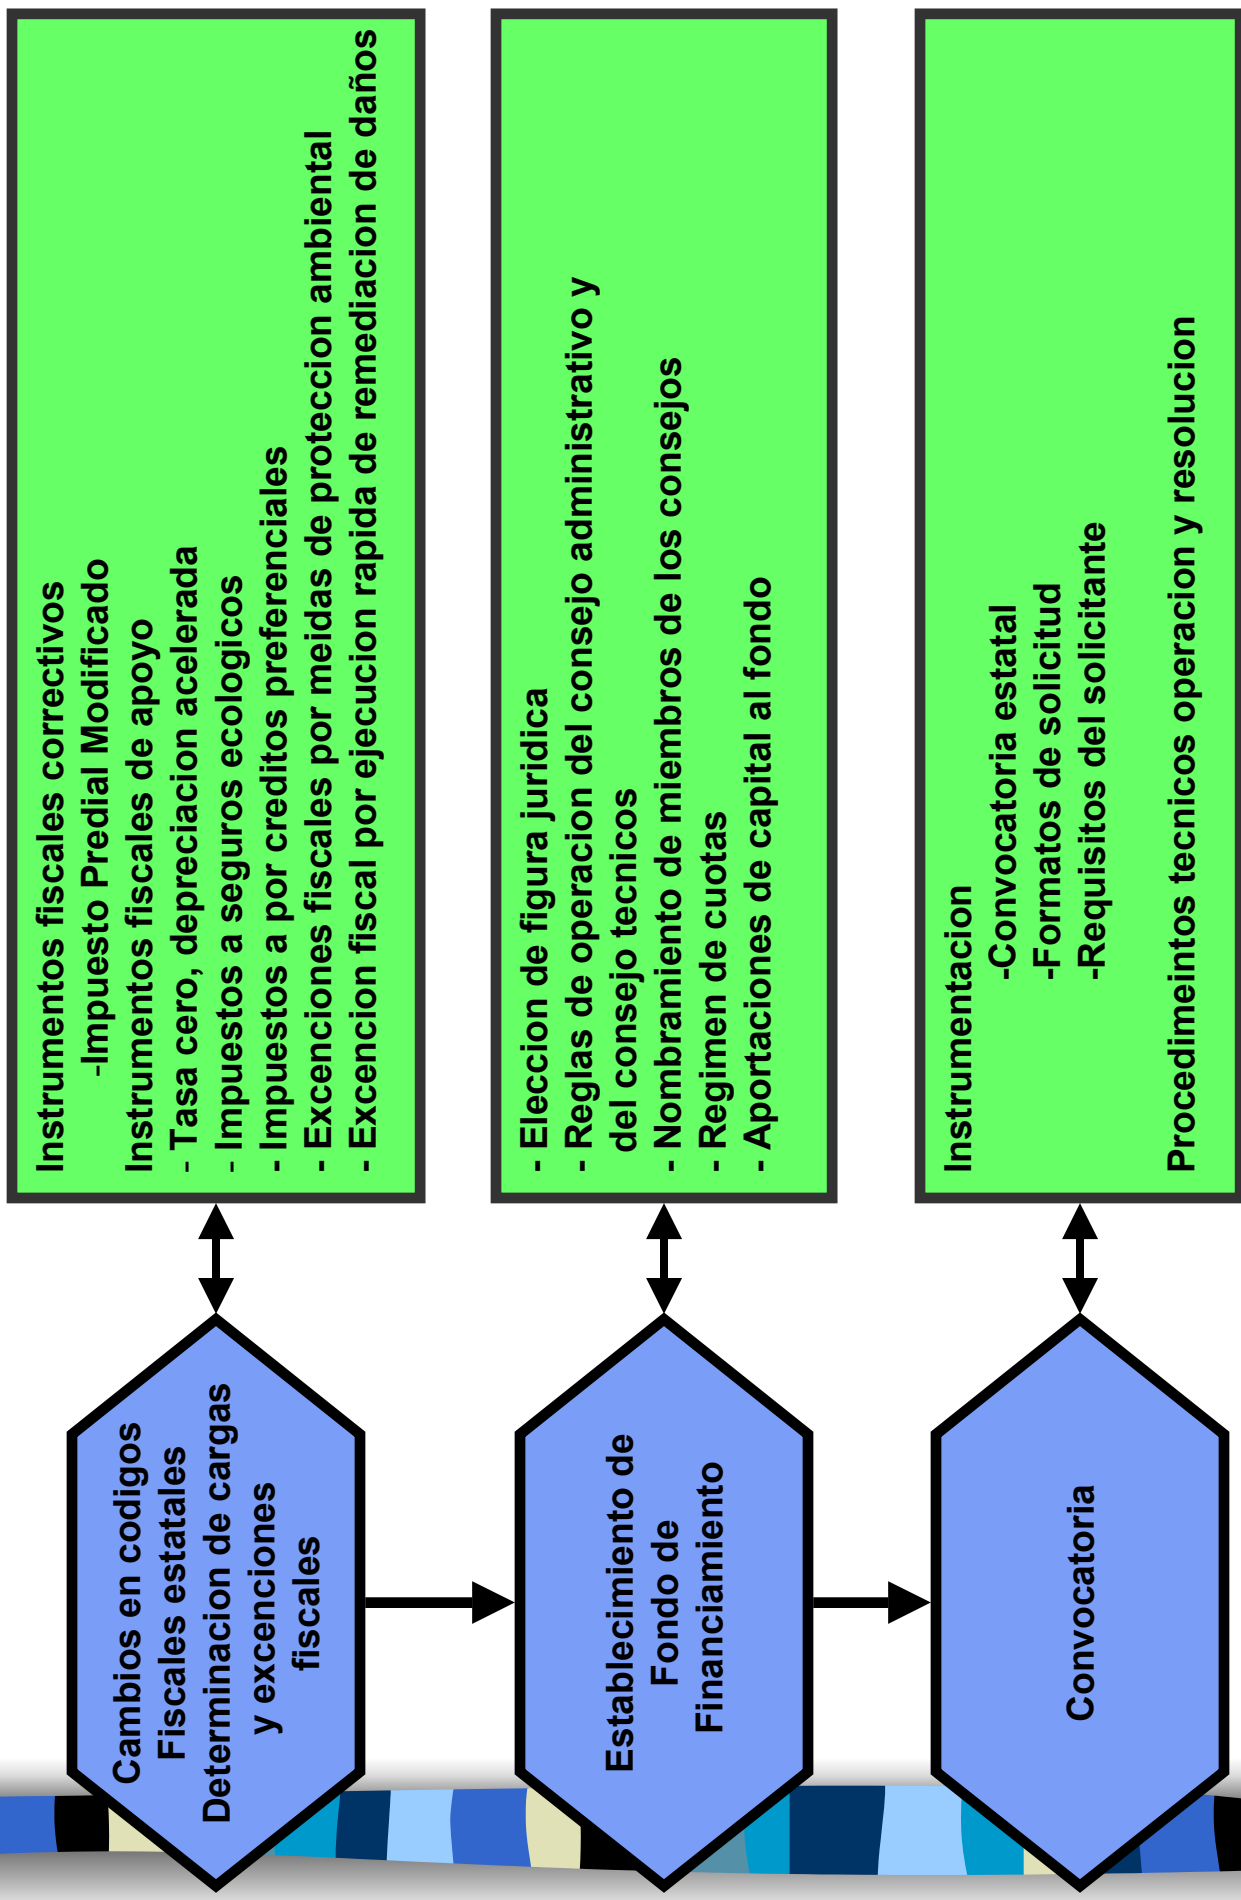 Cambios en codigos
Fiscales estatales
Determinacion de cargas
y excenciones
fiscales
Instrumentos fiscales correctivos
-Impuesto Predial Modificado
Instrumentos fiscales de apoyo
- Tasa cero, depreciacion acelerada
- Impuestos a seguros ecologicos
- Impuestos a por creditos preferenciales
- Excenciones fiscales por meidas de proteccion ambiental
- Excencion fiscal por ejecucion rapida de remediacion de daños
Establecimiento de
Fondo de
Financiamiento
- Eleccion de figura juridica
- Reglas de operacion del consejo administrativo y
del consejo tecnicos
- Nombramiento de miembros de los consejos
- Regimen de cuotas
- Aportaciones de capital al fondo
Convocatoria
Instrumentacion
-Convocatoria estatal
-Formatos de solicitud
-Requisitos del solicitante
Procedimeintos tecnicos operacion y resolucion